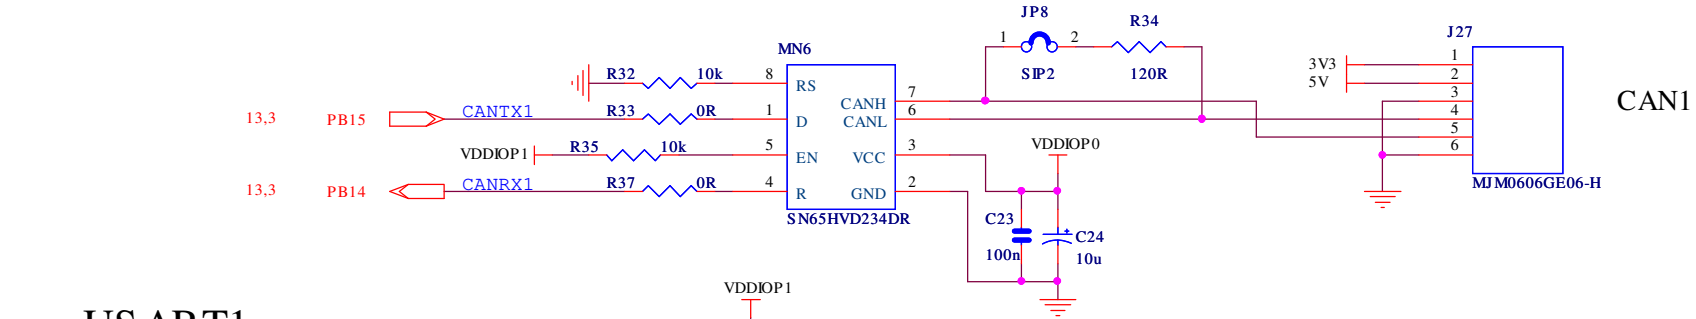 JP8
R34
J27
1
2
SIP2
120R
MN6
R32
10k
8
RS
13,3
PB15
CANTX1
R33
0R
1
D
CANH
7
CANL
6
VDDIOP1
R35
10k
5
EN
VCC
3
VDDIOP0
13,3
PB14
CANRX1
R37
0R
4
R
GND
2
SN65HVD234DR
C23
100n
C24
10u
3V3
5V
1
2
3
4
5
6
MJM0606GE06-H
CAN1
VDDIOP1
USART1